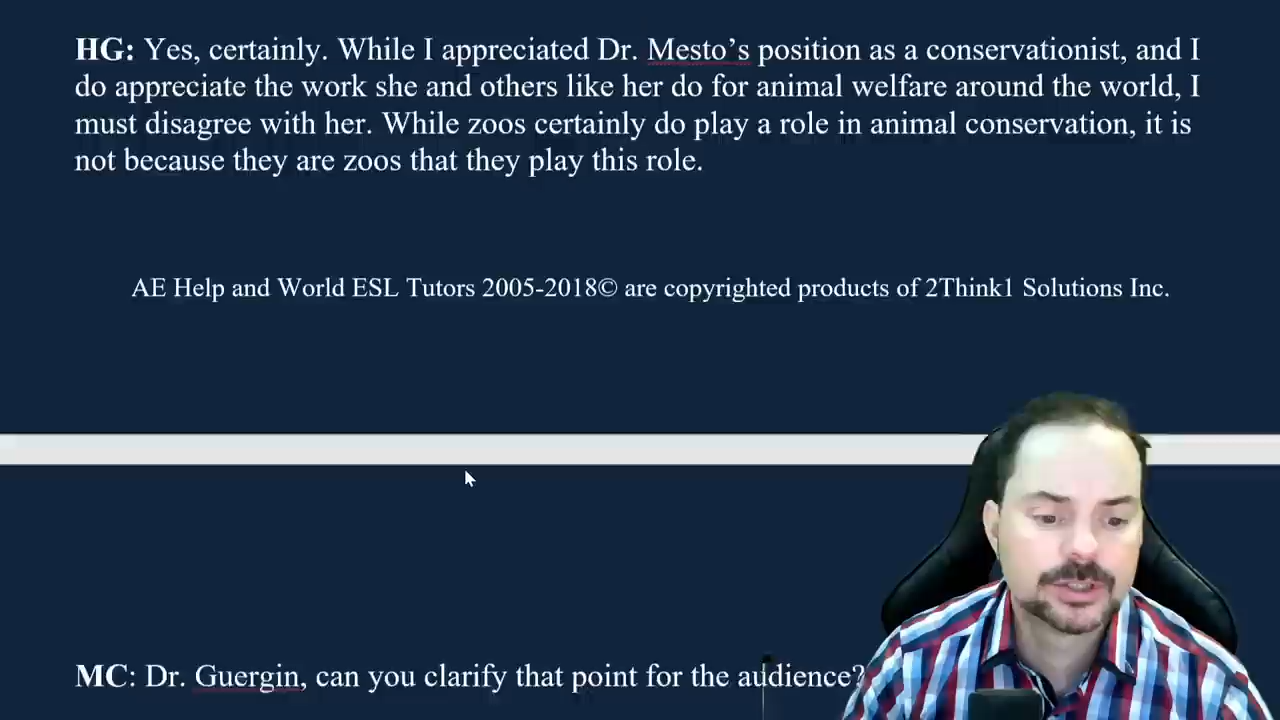 HG: Yes, certainly. While I appreciated Dr. Mesto’s position as a conservationist, and I
do appreciate the work she and others like her do for animal welfare around the world, I
must disagree with her. While zoos certainly do play a role in animal conservation, it is
not because they are zoos that they play this role.
AE Help and World ESL Tutors 2005-2018© are copyrighted products of 2Think1 Solutions Inc.
MC: Dr. Guergin, can you clarify that point for the audience?